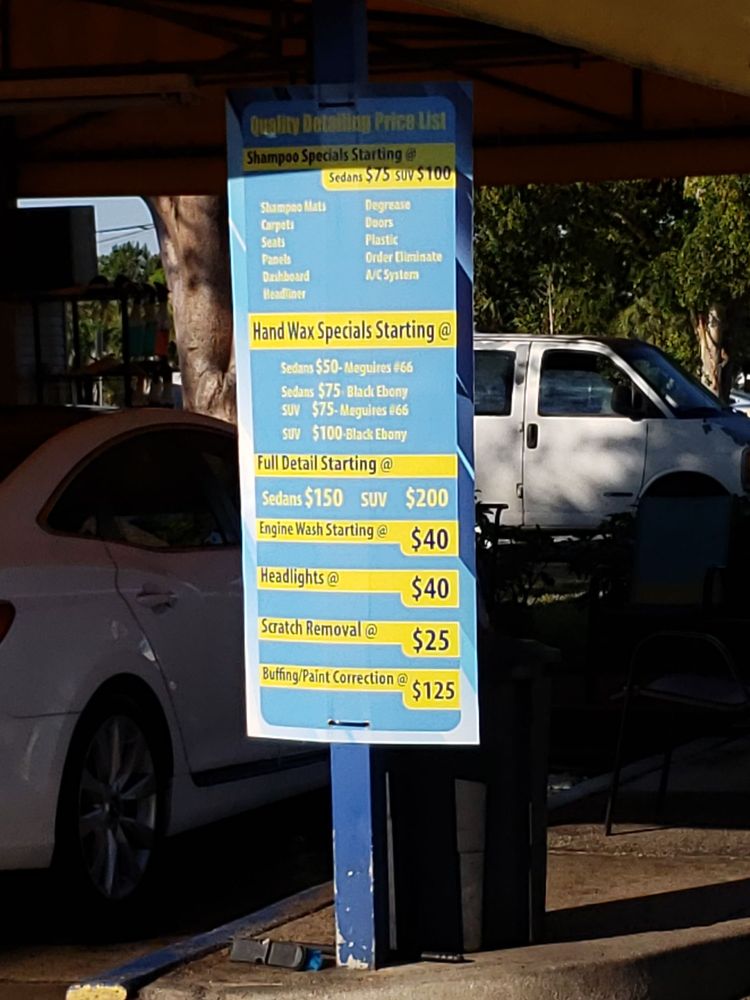 Quality Detailing Price List
Shampoo Specials Starting @
Sedans $75 SUV $100
Shampoo Mats
Carpets
Seats
Panels
Dashboard
Headliner
Degrease
Doors
Plastic
Order Eliminate
A/C System
Hand Wax Specials Starting @
Sedans $50- Meguires #66
Sedans $75- Black Ebony
SUV $75- Meguires #66
SUV $100-Black Ebony
Full Detail Starting @
Sedans $150 SUV $200
Engine Wash Starting @ $40
Headlights @ $40
Scratch Removal @ $25
Buffing/Paint Correction @ $125